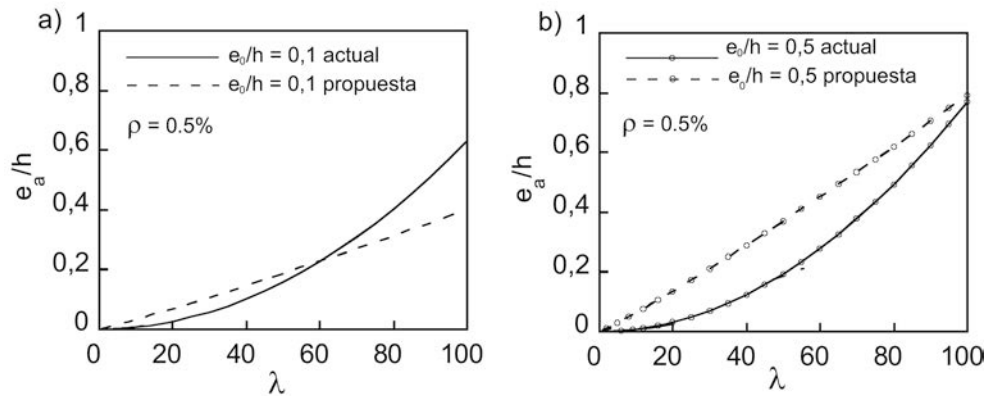 a)
1
0,8
0,6
0,4
0,2
0
eₐ/h
e₀/h = 0,1 actual
e₀/h = 0,1 propuesta
ρ = 0.5%
0 20 40 60 80 100
λ
b)
1
0,8
0,6
0,4
0,2
0
eₐ/h
e₀/h = 0,5 actual
e₀/h = 0,5 propuesta
ρ = 0.5%
0 20 40 60 80 100
λ